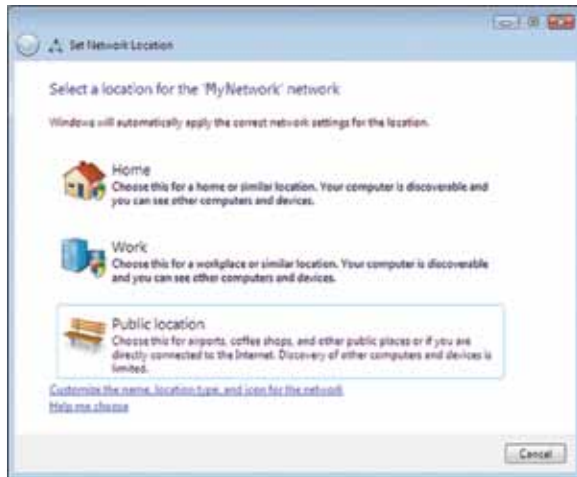 Set Network Location
Select a location for the 'MyNetwork' network
Windows will automatically apply the correct network settings for the location.
Home
Choose this for a home or similar location. Your computer is discoverable and
you can see other computers and devices.
Work
Choose this for a workplace or similar location. Your computer is discoverable
and you can see other computers and devices.
Public location
Choose this for airports, coffee shops, and other public places or if you are
directly connected to the Internet. Discovery of other computers and devices is
limited.
Customize the name, location type, and icon for the network
Help me choose
Cancel